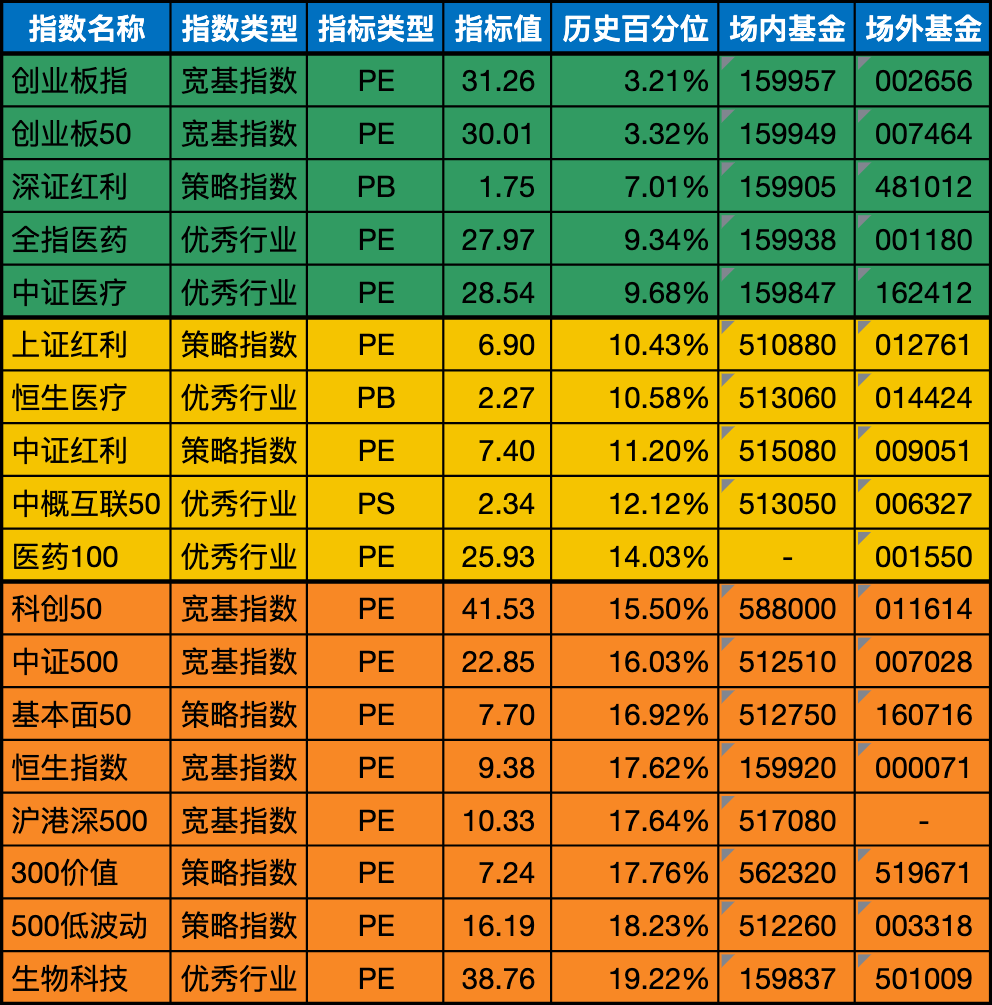 指数名称 指数类型 指标类型 指标值 历史百分位 场内基金 场外基金
创业板指 宽基指数 PE 31.26 3.21% 159957 002656
创业板50 宽基指数 PE 30.01 3.32% 159949 007464
深证红利 策略指数 PB 1.75 7.01% 159905 481012
全指医药 优秀行业 PE 27.97 9.34% 159938 001180
中证医疗 优秀行业 PE 28.54 9.68% 159847 162412
上证红利 策略指数 PE 6.90 10.43% 510880 012761
恒生医疗 优秀行业 PB 2.27 10.58% 513060 014424
中证红利 策略指数 PE 7.40 11.20% 515080 009051
中概互联50 优秀行业 PS 2.34 12.12% 513050 006327
医药100 优秀行业 PE 25.93 14.03% - 001550
科创50 宽基指数 PE 41.53 15.50% 588000 011614
中证500 宽基指数 PE 22.85 16.03% 512510 007028
基本面50 策略指数 PE 7.70 16.92% 512750 160716
恒生指数 宽基指数 PE 9.38 17.62% 159920 000071
沪港深500 宽基指数 PE 10.33 17.64% 517080 -
300价值 策略指数 PE 7.24 17.76% 562320 519671
500低波动 策略指数 PE 16.19 18.23% 512260 003318
生物科技 优秀行业 PE 38.76 19.22% 159837 501009